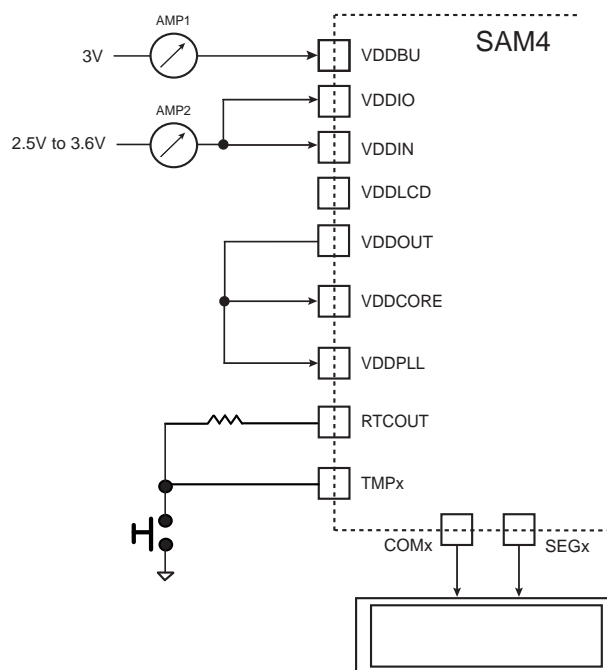 AMP1
SAM4
3V
VDDBU
VDDIO
AMP2
2.5V to 3.6V
VDDIN
VDDLCD
VDDOUT
VDDCORE
VDDPLL
RTCOUT
TMPx
COMx
SEGx